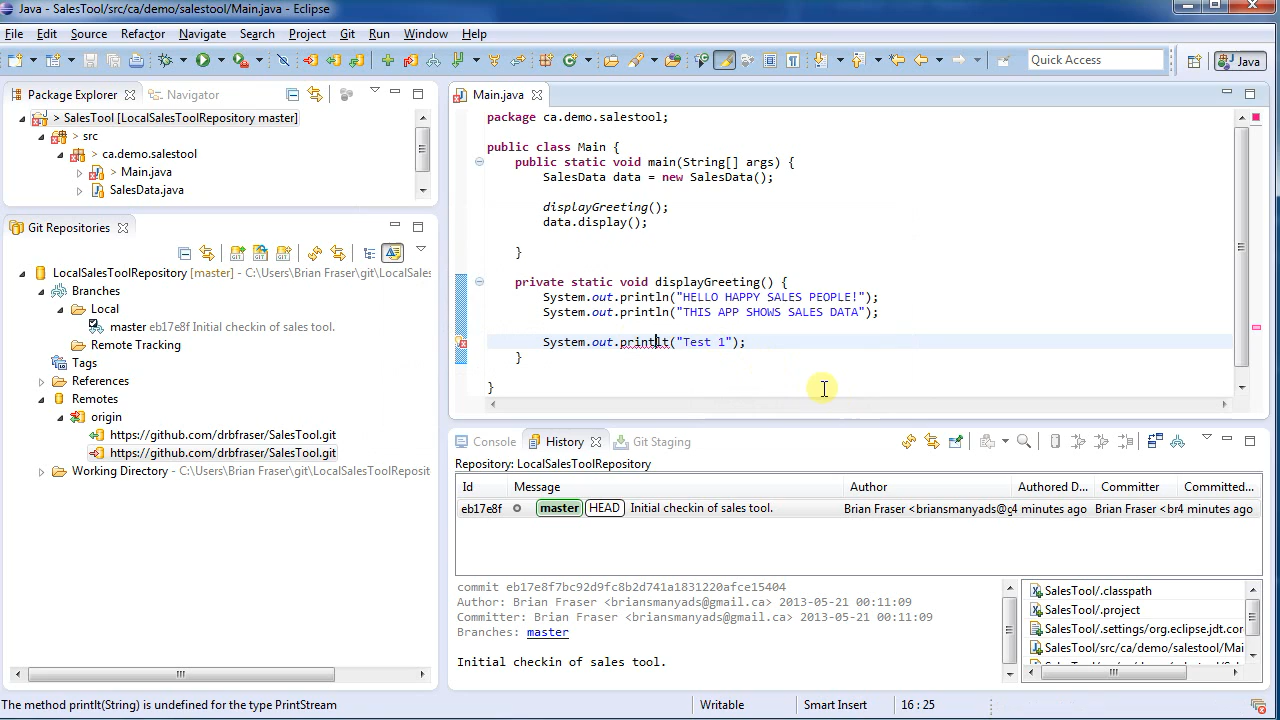 Java - SalesTool/src/ca/demo/salestool/Main.java - Eclipse
File Edit Source Refactor Navigate Search Project Git Run Window Help
Quick Access
Java
Package Explorer
Navigator
> SalesTool [LocalSalesToolRepository master]
> src
> ca.demo.salestool
> Main.java
SalesData.java
Git Repositories
LocalSalesToolRepository [master] - C:\Users\Brian Fraser\git\LocalSales
Branches
Local
master eb17e8f Initial checkin of sales tool.
Remote Tracking
Tags
References
Remotes
origin
https://github.com/drbfraser/SalesTool.git
https://github.com/drbfraser/SalesTool.git
Working Directory - C:\Users\Brian Fraser\git\LocalSalesToolReposit
Main.java
package ca.demo.salestool;
public class Main {
public static void main(String[] args) {
SalesData data = new SalesData();
displayGreeting();
data.display();
}
private static void displayGreeting() {
System.out.println("HELLO HAPPY SALES PEOPLE!");
System.out.println("THIS APP SHOWS SALES DATA");
System.out.printlt("Test 1");
}
}
Console
History
Git Staging
Repository: LocalSalesToolRepository
Id Message Author Authored D... Committer Committed...
eb17e8f master HEAD Initial checkin of sales tool. Brian Fraser <briansmanyads@g 4 minutes ago Brian Fraser <br 4 minutes ago
commit eb17e8f7bc92d9fc8b2d741a1831220afce15404
Author: Brian Fraser <briansmanyads@gmail.ca> 2013-05-21 00:11:09
Committer: Brian Fraser <briansmanyads@gmail.ca> 2013-05-21 00:11:09
Branches: master
Initial checkin of sales tool.
SalesTool/.classpath
SalesTool/.project
SalesTool/.settings/org.eclipse.jdt.cor
SalesTool/src/ca/demo/salestool/Mai
The method printlt(String) is undefined for the type PrintStream
Writable
Smart Insert
16 : 25